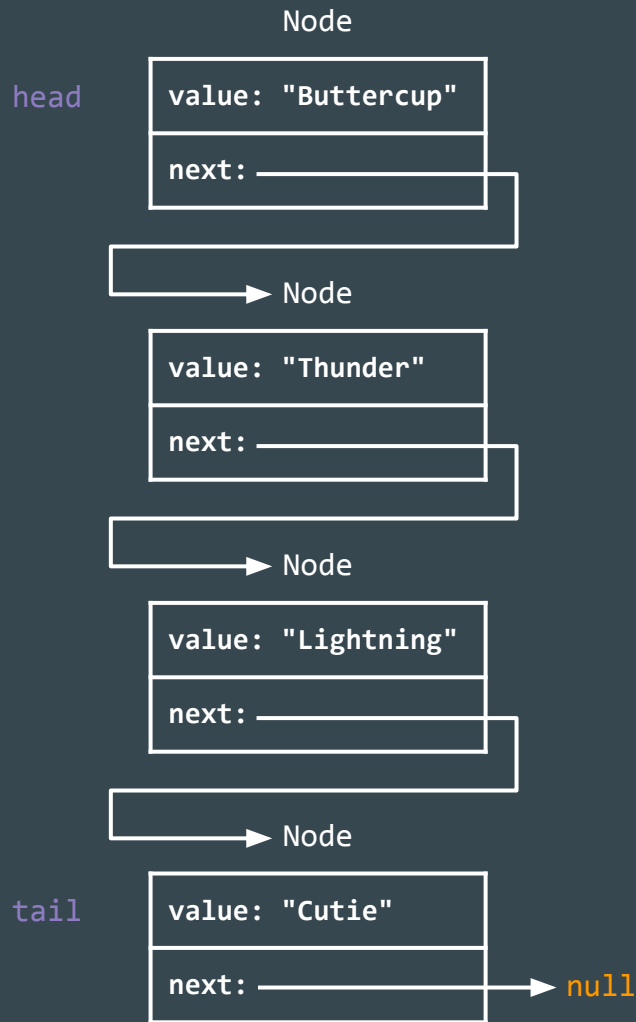 Node
head
value: "Buttercup"
next:
Node
value: "Thunder"
next:
Node
value: "Lightning"
next:
Node
tail
value: "Cutie"
next:
null